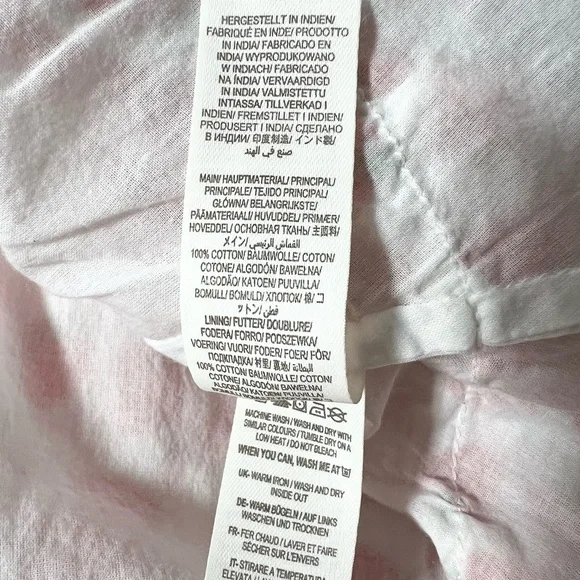 HERGESTELLT IN INDIEN/
FABRIQUÉ EN INDE/ PRODOTTO
IN INDIA/ FABRICADO EN
INDIA/ WYPRODUKOWANO
W INDIACH/ FABRICADO
NA ÍNDIA/ VERVAARDIGD
IN INDIA/ VALMISTETTU
INTIASSA/ TILLVERKAD I
INDIEN/ FREMSTILLET I INDIEN/
PRODUSERT I INDIA/ СДЕЛАНО
В ИНДИИ/ 印度制造/ インド製/
صنع في الهند
MAIN/ HAUPTMATERIAL/ PRINCIPAL/
PRINCIPALE/ TEJIDO PRINCIPAL/
GŁÓWNA/ BELANGRIJKSTE/
PÄÄMATERIAALI/ HUVUDDEL/ PRIMÆR/
HOVEDDEL/ ОСНОВНАЯ ТКАНЬ/ 主面料/
メイン/ القماش الرئيسي
100% COTTON/ BAUMWOLLE/ COTON/
COTONE/ ALGODÓN/ BAWEŁNA/
ALGODÃO/ KATOEN/ PUUVILLA/
BOMULL/ BOMULD/ ХЛОПОК/ 棉/ コ
ットン/ قطن
LINING/ FUTTER/ DOUBLURE/
FODERA/ FORRO/ PODSZEWKA/
VOERING/ VUORI/ FODER/ FOER/ FÔR/
ПОДКЛАДКА/ 衬里/ 裏地/ البطانة
100% COTTON/ BAUMWOLLE/ COTON/
COTONE/ ALGODÓN/ BAWEŁNA/
ALGODÃO/ KATOEN/ PUUVILLA/
MACHINE WASH / WASH AND DRY WITH
SIMILAR COLOURS / TUMBLE DRY ON A
LOW HEAT / DO NOT BLEACH
WHEN YOU CAN, WASH ME AT
UK- WARM IRON / WASH AND DRY
INSIDE OUT
DE- WARM BÜGELN / AUF LINKS
WASCHEN UND TROCKNEN
FR- FER CHAUD / LAVER ET FAIRE
SÉCHER SUR L'ENVERS
IT- STIRARE A TEMPERATURA